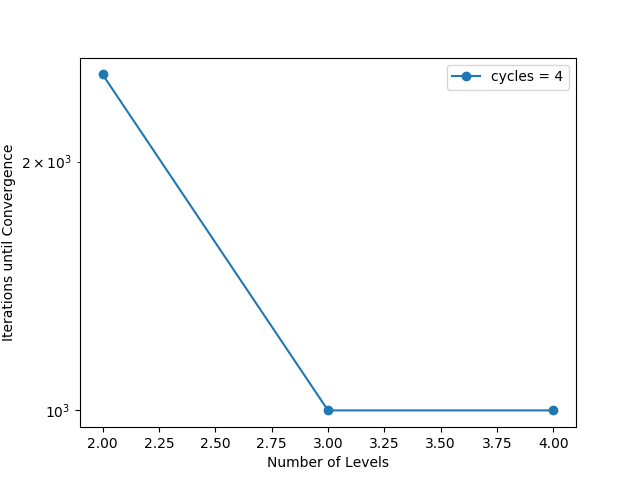 cycles = 4
Iterations until Convergence
2 × 10³
10³
2.00 2.25 2.50 2.75 3.00 3.25 3.50 3.75 4.00
Number of Levels